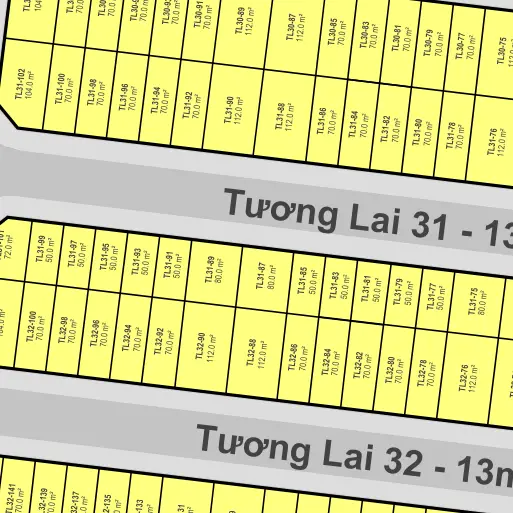 TL30-89
112.0 m²
TL30-87
112.0 m²
TL30-85
70.0 m²
TL30-83
70.0 m²
TL30-81
70.0 m²
TL30-79
70.0 m²
TL30-77
70.0 m²
TL30-75
TL31-102
104.0 m²
TL31-100
70.0 m²
TL31-98
70.0 m²
TL31-96
70.0 m²
TL31-94
70.0 m²
TL31-92
70.0 m²
TL31-90
112.0 m²
TL31-88
112.0 m²
TL31-86
70.0 m²
TL31-84
70.0 m²
TL31-82
70.0 m²
TL31-80
70.0 m²
TL31-78
70.0 m²
TL31-76
112.0 m²
Tương Lai 31 - 13
72.0 m²
TL31-99
50.0 m²
TL31-97
50.0 m²
TL31-95
50.0 m²
TL31-93
50.0 m²
TL31-91
50.0 m²
TL31-89
80.0 m²
TL31-87
80.0 m²
TL31-85
50.0 m²
TL31-83
50.0 m²
TL31-81
50.0 m²
TL31-79
50.0 m²
TL31-77
50.0 m²
TL31-75
80.0 m²
TL32-100
70.0 m²
TL32-98
70.0 m²
TL32-96
70.0 m²
TL32-94
70.0 m²
TL32-92
70.0 m²
TL32-90
112.0 m²
TL32-88
112.0 m²
TL32-86
70.0 m²
TL32-84
70.0 m²
TL32-82
70.0 m²
TL32-80
70.0 m²
TL32-78
70.0 m²
TL32-76
112.0 m²
Tương Lai 32 - 13m
TL32-141
70.0 m²
32-139
70.0 m²
32-137
32-135
-133